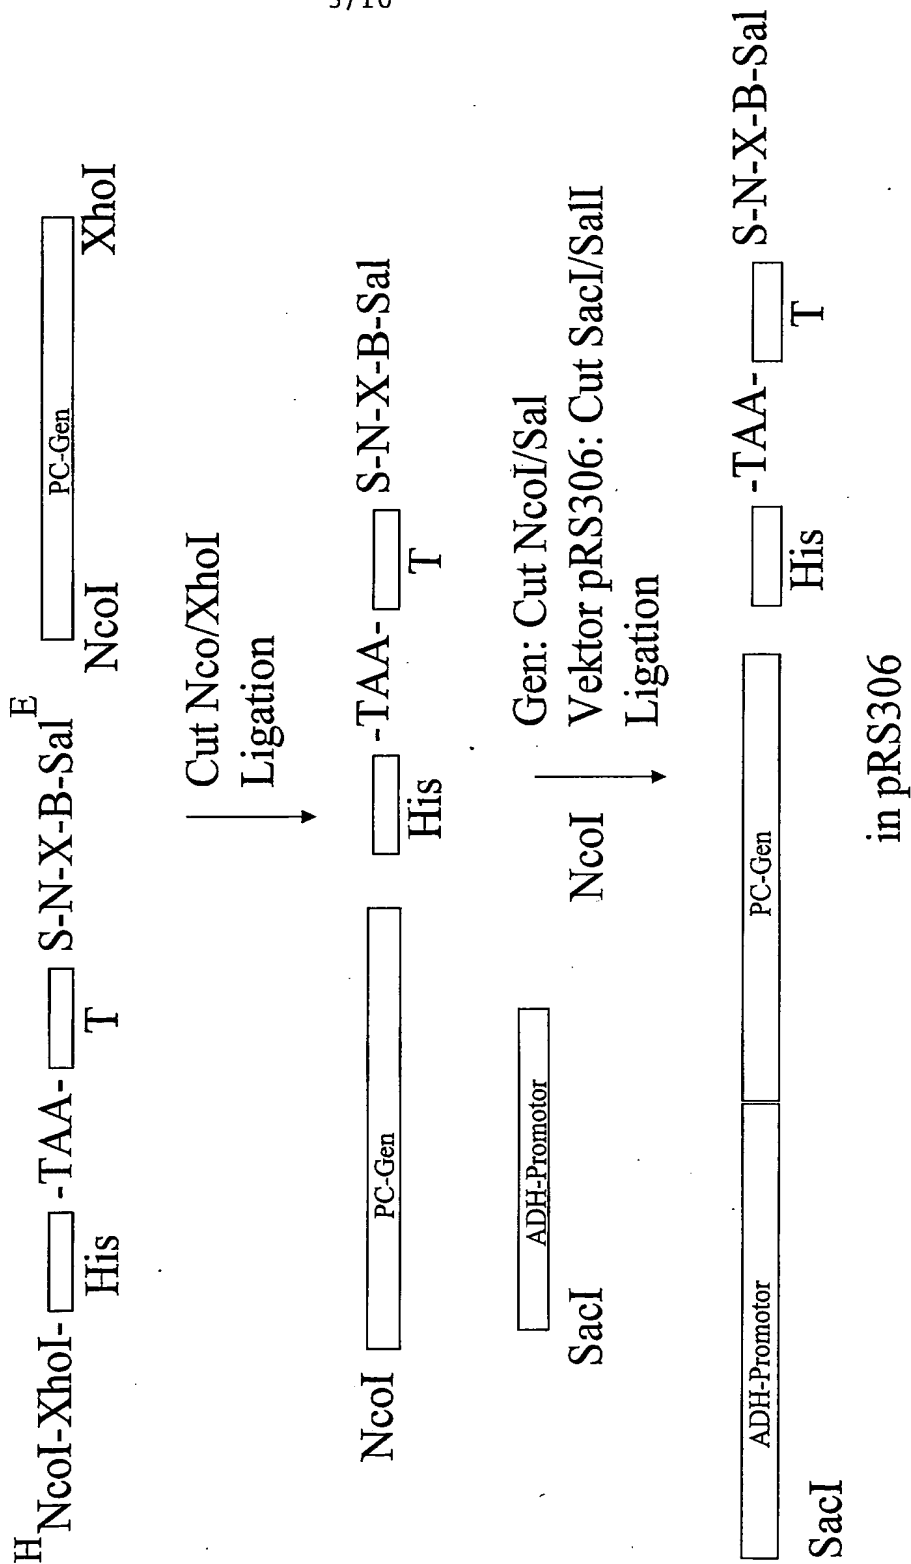 5/10
H NcoI-XhoI- -TAA- S-N-X-B-Sal E
His T
PC-Gen
NcoI XhoI
Cut Nco/XhoI
Ligation
PC-Gen -TAA- S-N-X-B-Sal
NcoI His T
ADH-Promotor NcoI
SacI
Gen: Cut NcoI/Sal
Vektor pRS306: Cut SacI/SalI
Ligation
ADH-Promotor PC-Gen -TAA- S-N-X-B-Sal
SacI His T
in pRS306